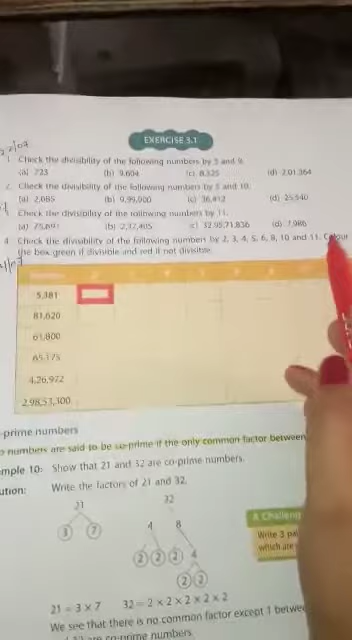 EXERCISE 3.1
1. Check the divisibility of the following numbers by 3 and 9.
(a) 723 (b) 9,604 (c) 8,325 (d) 2,01,364
2. Check the divisibility of the following numbers by 5 and 10.
(a) 2,085 (b) 9,99,000 (c) 36,412 (d) 25,540
Check the divisibility of the following numbers by 11.
(a) 75,691 (b) 2,37,405 (c) 32,95,71,836 (d) 7,986
4. Check the divisibility of the following numbers by 2, 3, 4, 5, 6, 8, 10 and 11. Colour
the box green if divisible and red if not divisible.
5,381
81,620
61,800
65,175
4,26,972
2,98,53,300
-prime numbers
numbers are said to be co-prime if the only common factor between
mple 10: Show that 21 and 32 are co-prime numbers.
ution: Write the factors of 21 and 32.
21 32
3 7 4 8
2 2 2 4
2 2
A Challeng
Write 3 pai
which are
21 = 3 × 7 32 = 2 × 2 × 2 × 2 × 2
We see that there is no common factor except 1 betwee
are co-prime numbers.